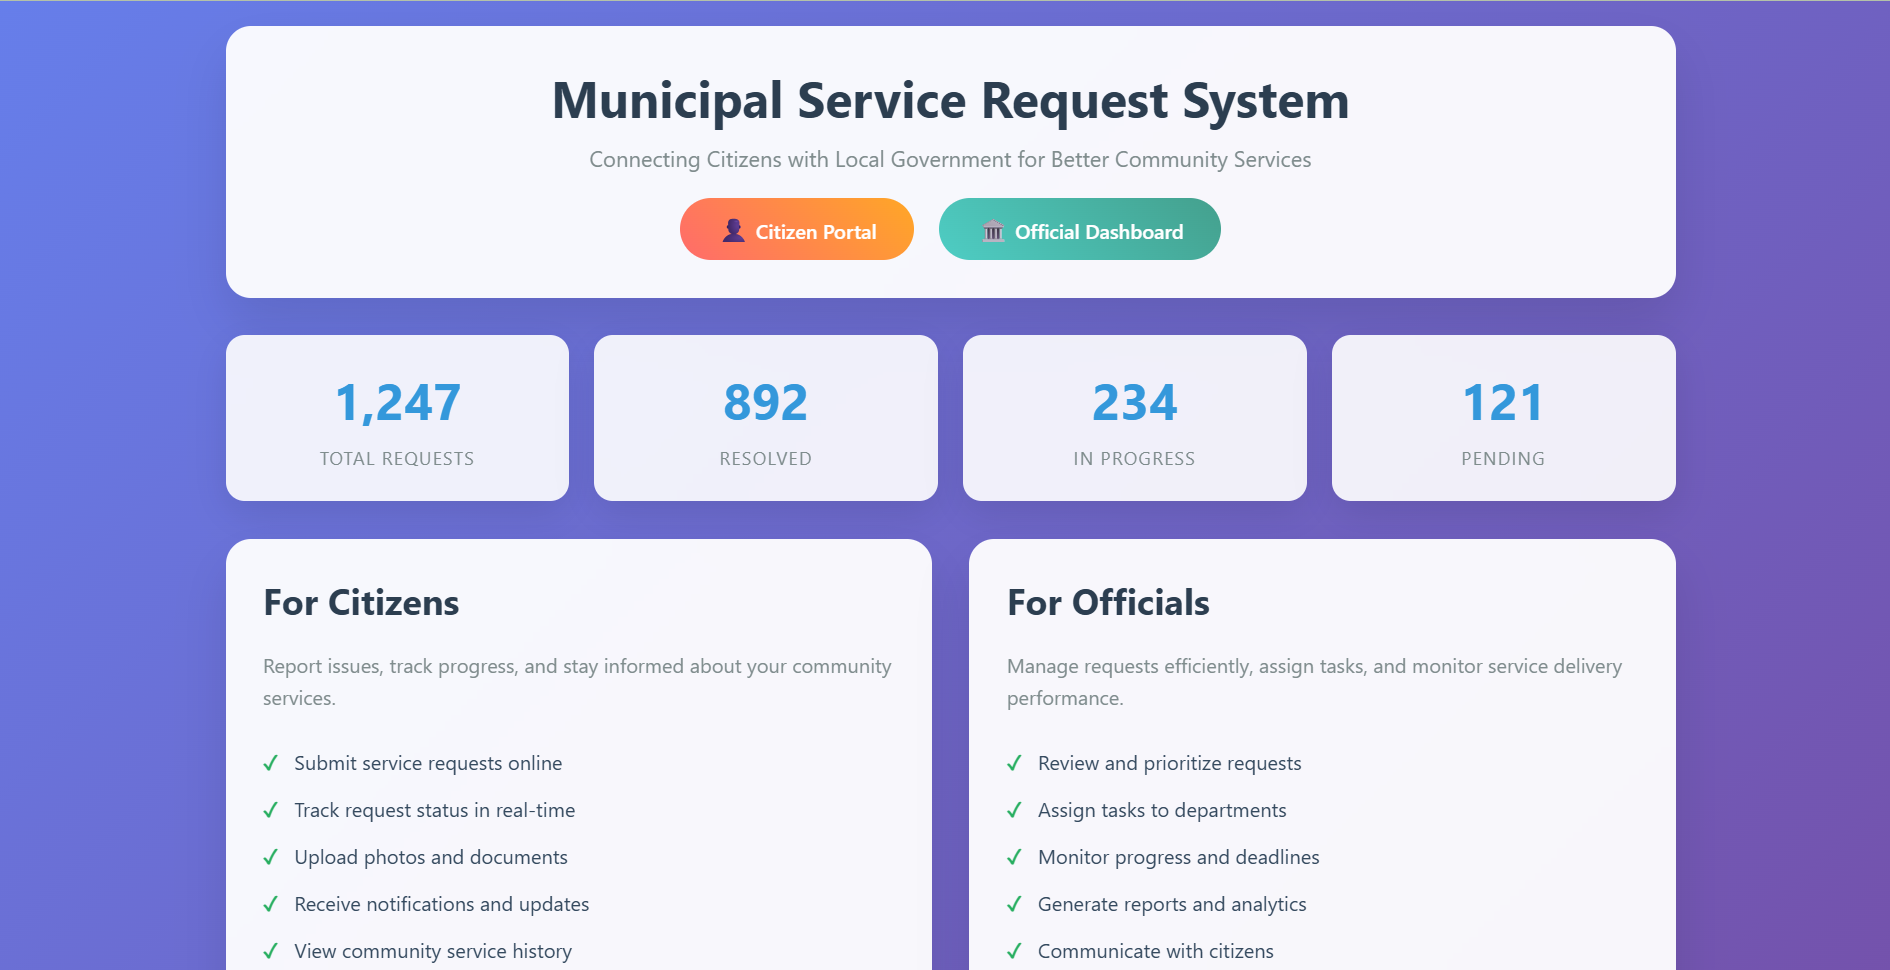 Municipal Service Request System
Connecting Citizens with Local Government for Better Community Services
Citizen Portal
Official Dashboard
1,247
TOTAL REQUESTS
892
RESOLVED
234
IN PROGRESS
121
PENDING
For Citizens
Report issues, track progress, and stay informed about your community
services.
✓ Submit service requests online
✓ Track request status in real-time
✓ Upload photos and documents
✓ Receive notifications and updates
✓ View community service history
For Officials
Manage requests efficiently, assign tasks, and monitor service delivery
performance.
✓ Review and prioritize requests
✓ Assign tasks to departments
✓ Monitor progress and deadlines
✓ Generate reports and analytics
✓ Communicate with citizens